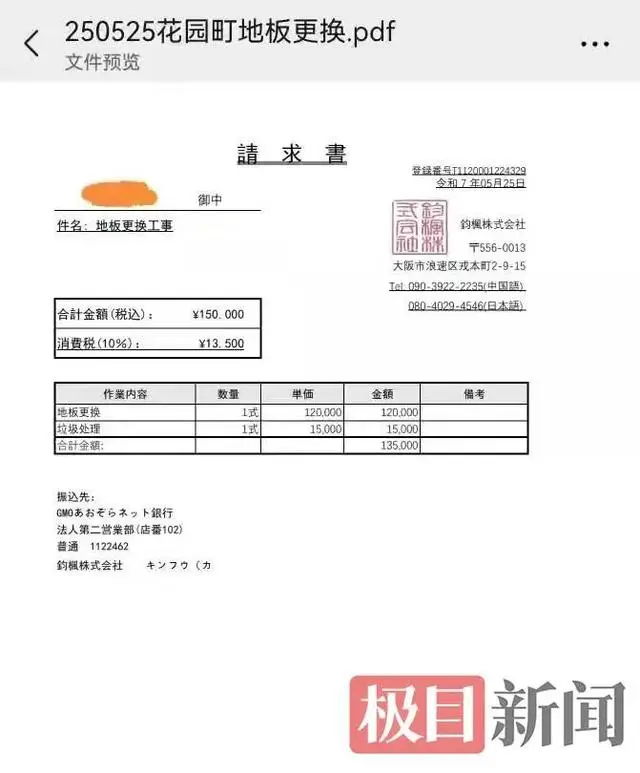 250525花园町地板更换.pdf
文件预览
請 求 書
登録番号T1120001224329
令和 7 年05月25日
御中
件名: 地板更换工事
鈞楓株式会社
鈞楓林式会社
〒556-0013
大阪市浪速区戎本町2-9-15
Tel: 090-3922-2235(中国語)
080-4029-4546(日本語)
合計金額(税込): ¥150.000
消費税(10%): ¥13.500
作業内容 数量 単価 金額 備考
地板更换 1式 120,000 120,000
垃圾处理 1式 15,000 15,000
合計金額: 135,000
振込先:
GMOあおぞらネット銀行
法人第二営業部(店番102)
普通 1122462
鈞楓株式会社 キンフウ（カ
极目新闻